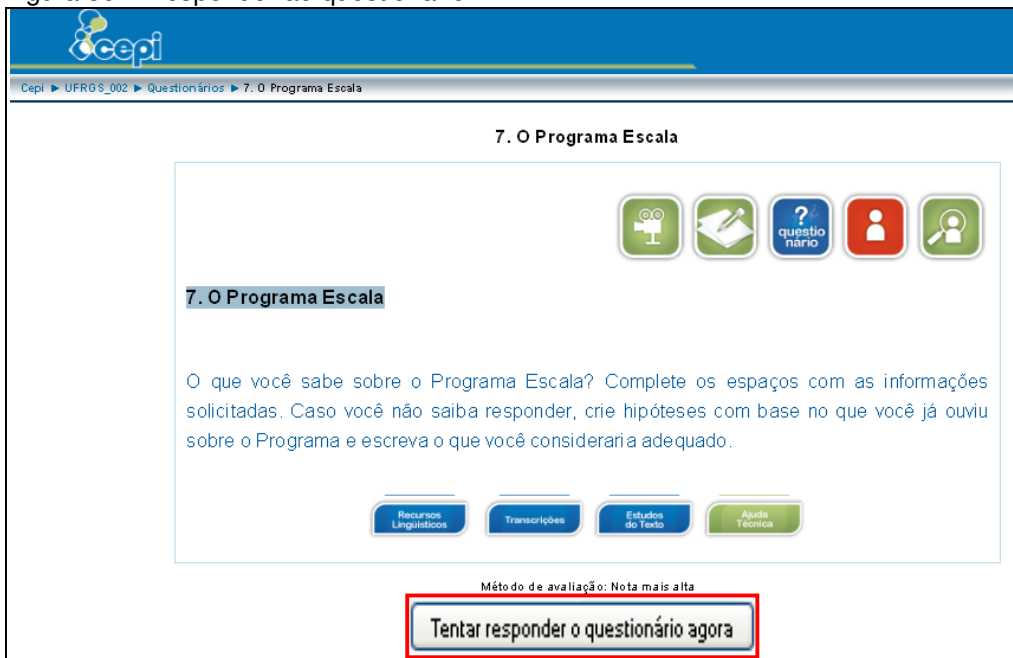 cepi
Cepi ► UFRGS_002 ► Questionários ► 7. O Programa Escala
7. O Programa Escala
?
questio
nário
7. O Programa Escala
O que você sabe sobre o Programa Escala? Complete os espaços com as informações
solicitadas. Caso você não saiba responder, crie hipóteses com base no que você já ouviu
sobre o Programa e escreva o que você consideraria adequado.
Recursos
Lingüísticos
Transcrições
Estudos
do Texto
Ajuda
Técnica
Método de avaliação: Nota mais alta
Tentar responder o questionário agora